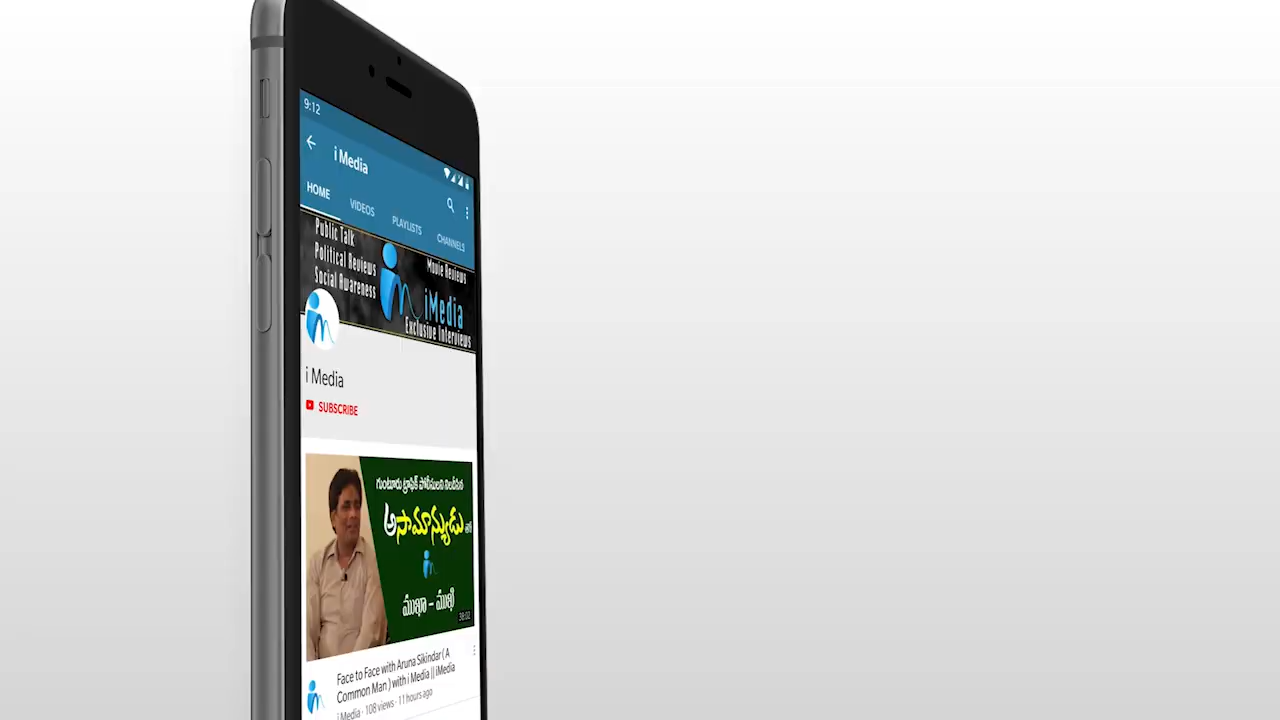 9:12
i Media
HOME
VIDEOS
PLAYLISTS
CHANNELS
Public Talk
Political Reviews
Social Awareness
Movie Reviews
iMedia
Exclusive Interviews
i Media
SUBSCRIBE
గుంటూరు ట్రాఫిక్ పోలీసులని నిలదీసిన
అసామాన్యుడు తో
ముఖా - ముఖీ
38:02
Face to Face with Aruna Sikindar ( A
Common Man ) with i Media || iMedia
i Media · 108 views · 11 hours ago